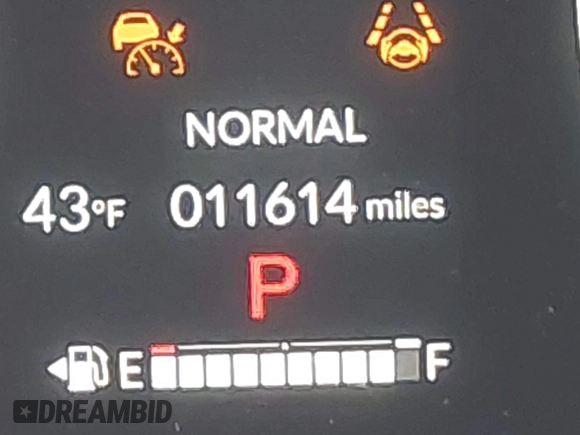 NORMAL
43°F 011614 miles
P
E F
DREAMBID